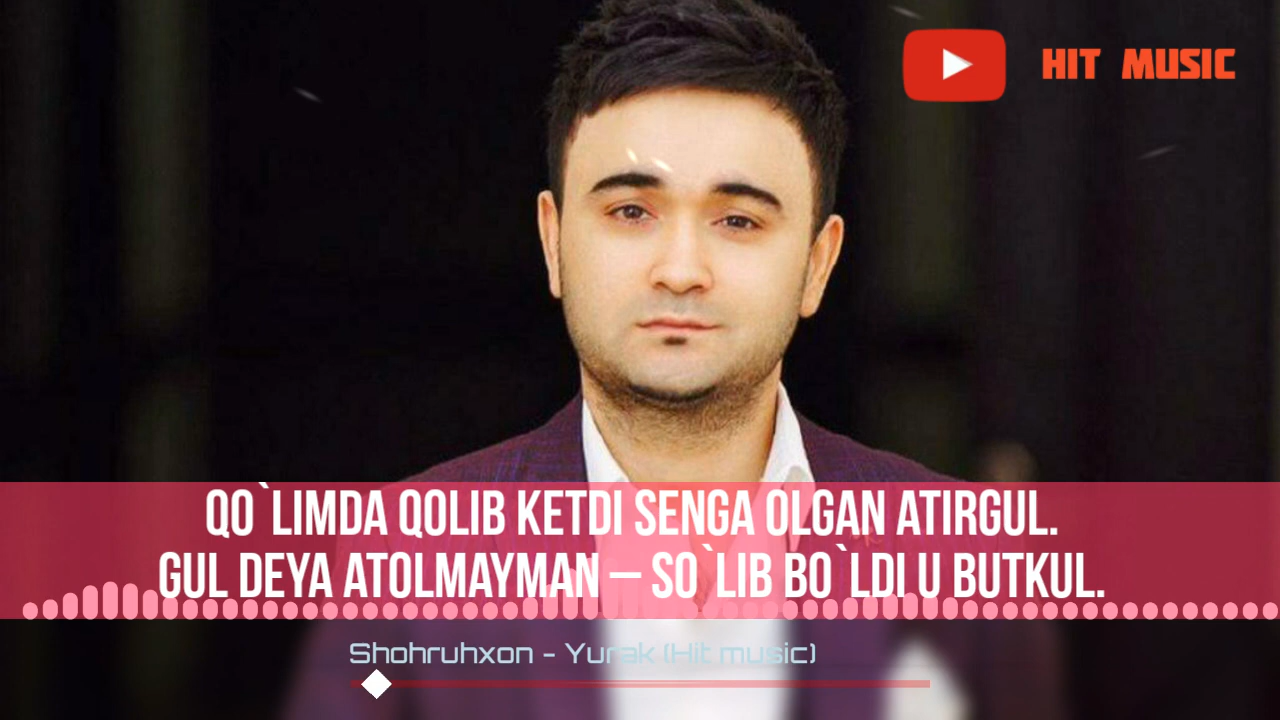 HIT MUSIC
QO`LIMDA QOLIB KETDI SENGA OLGAN ATIRGUL.
GUL DEYA ATOLMAYMAN – SO`LIB BO`LDI U BUTKUL.
Shohruhxon - Yurak (Hit music)